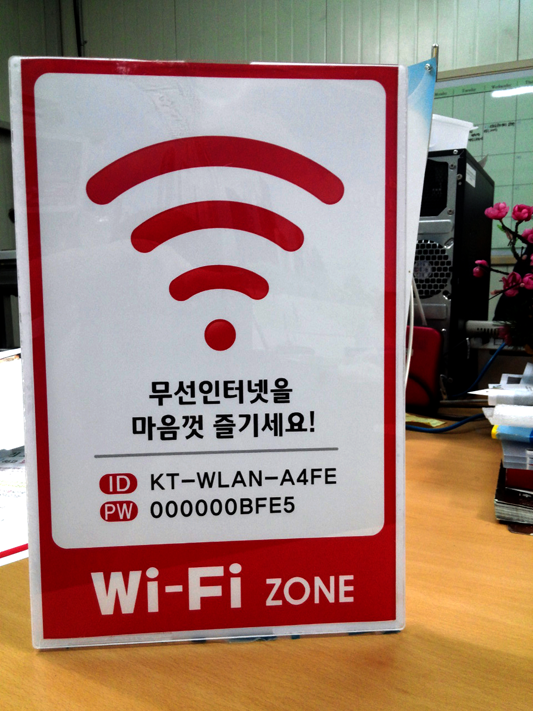 무선인터넷을
마음껏 즐기세요!
ID KT-WLAN-A4FE
PW 000000BFE5
Wi-Fi ZONE